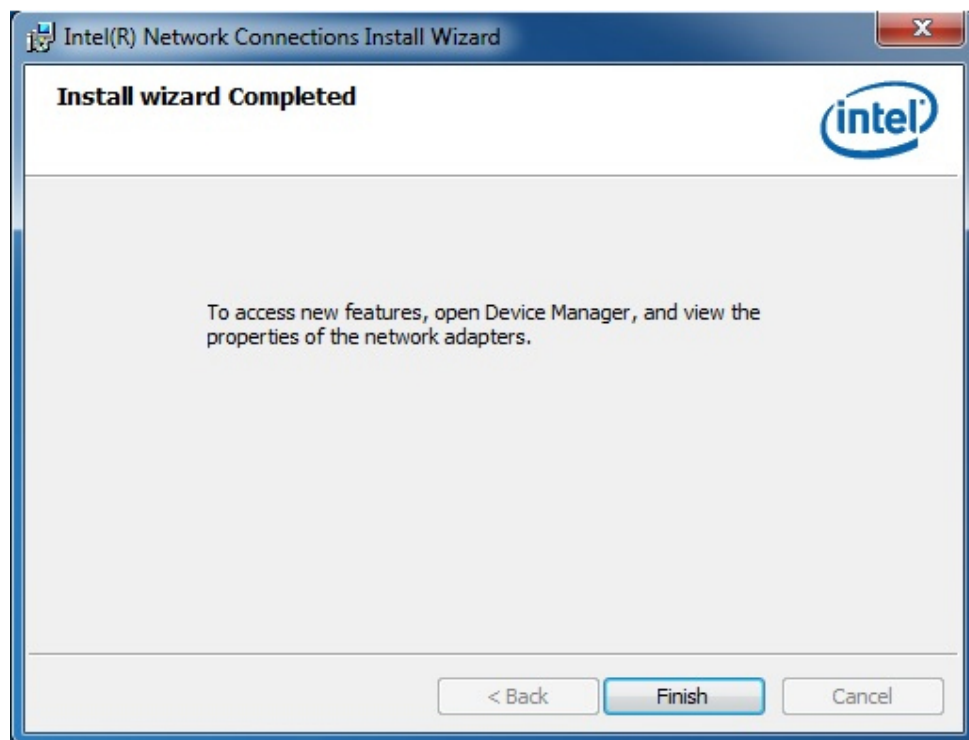 Intel(R) Network Connections Install Wizard
Install wizard Completed
intel
To access new features, open Device Manager, and view the
properties of the network adapters.
< Back
Finish
Cancel